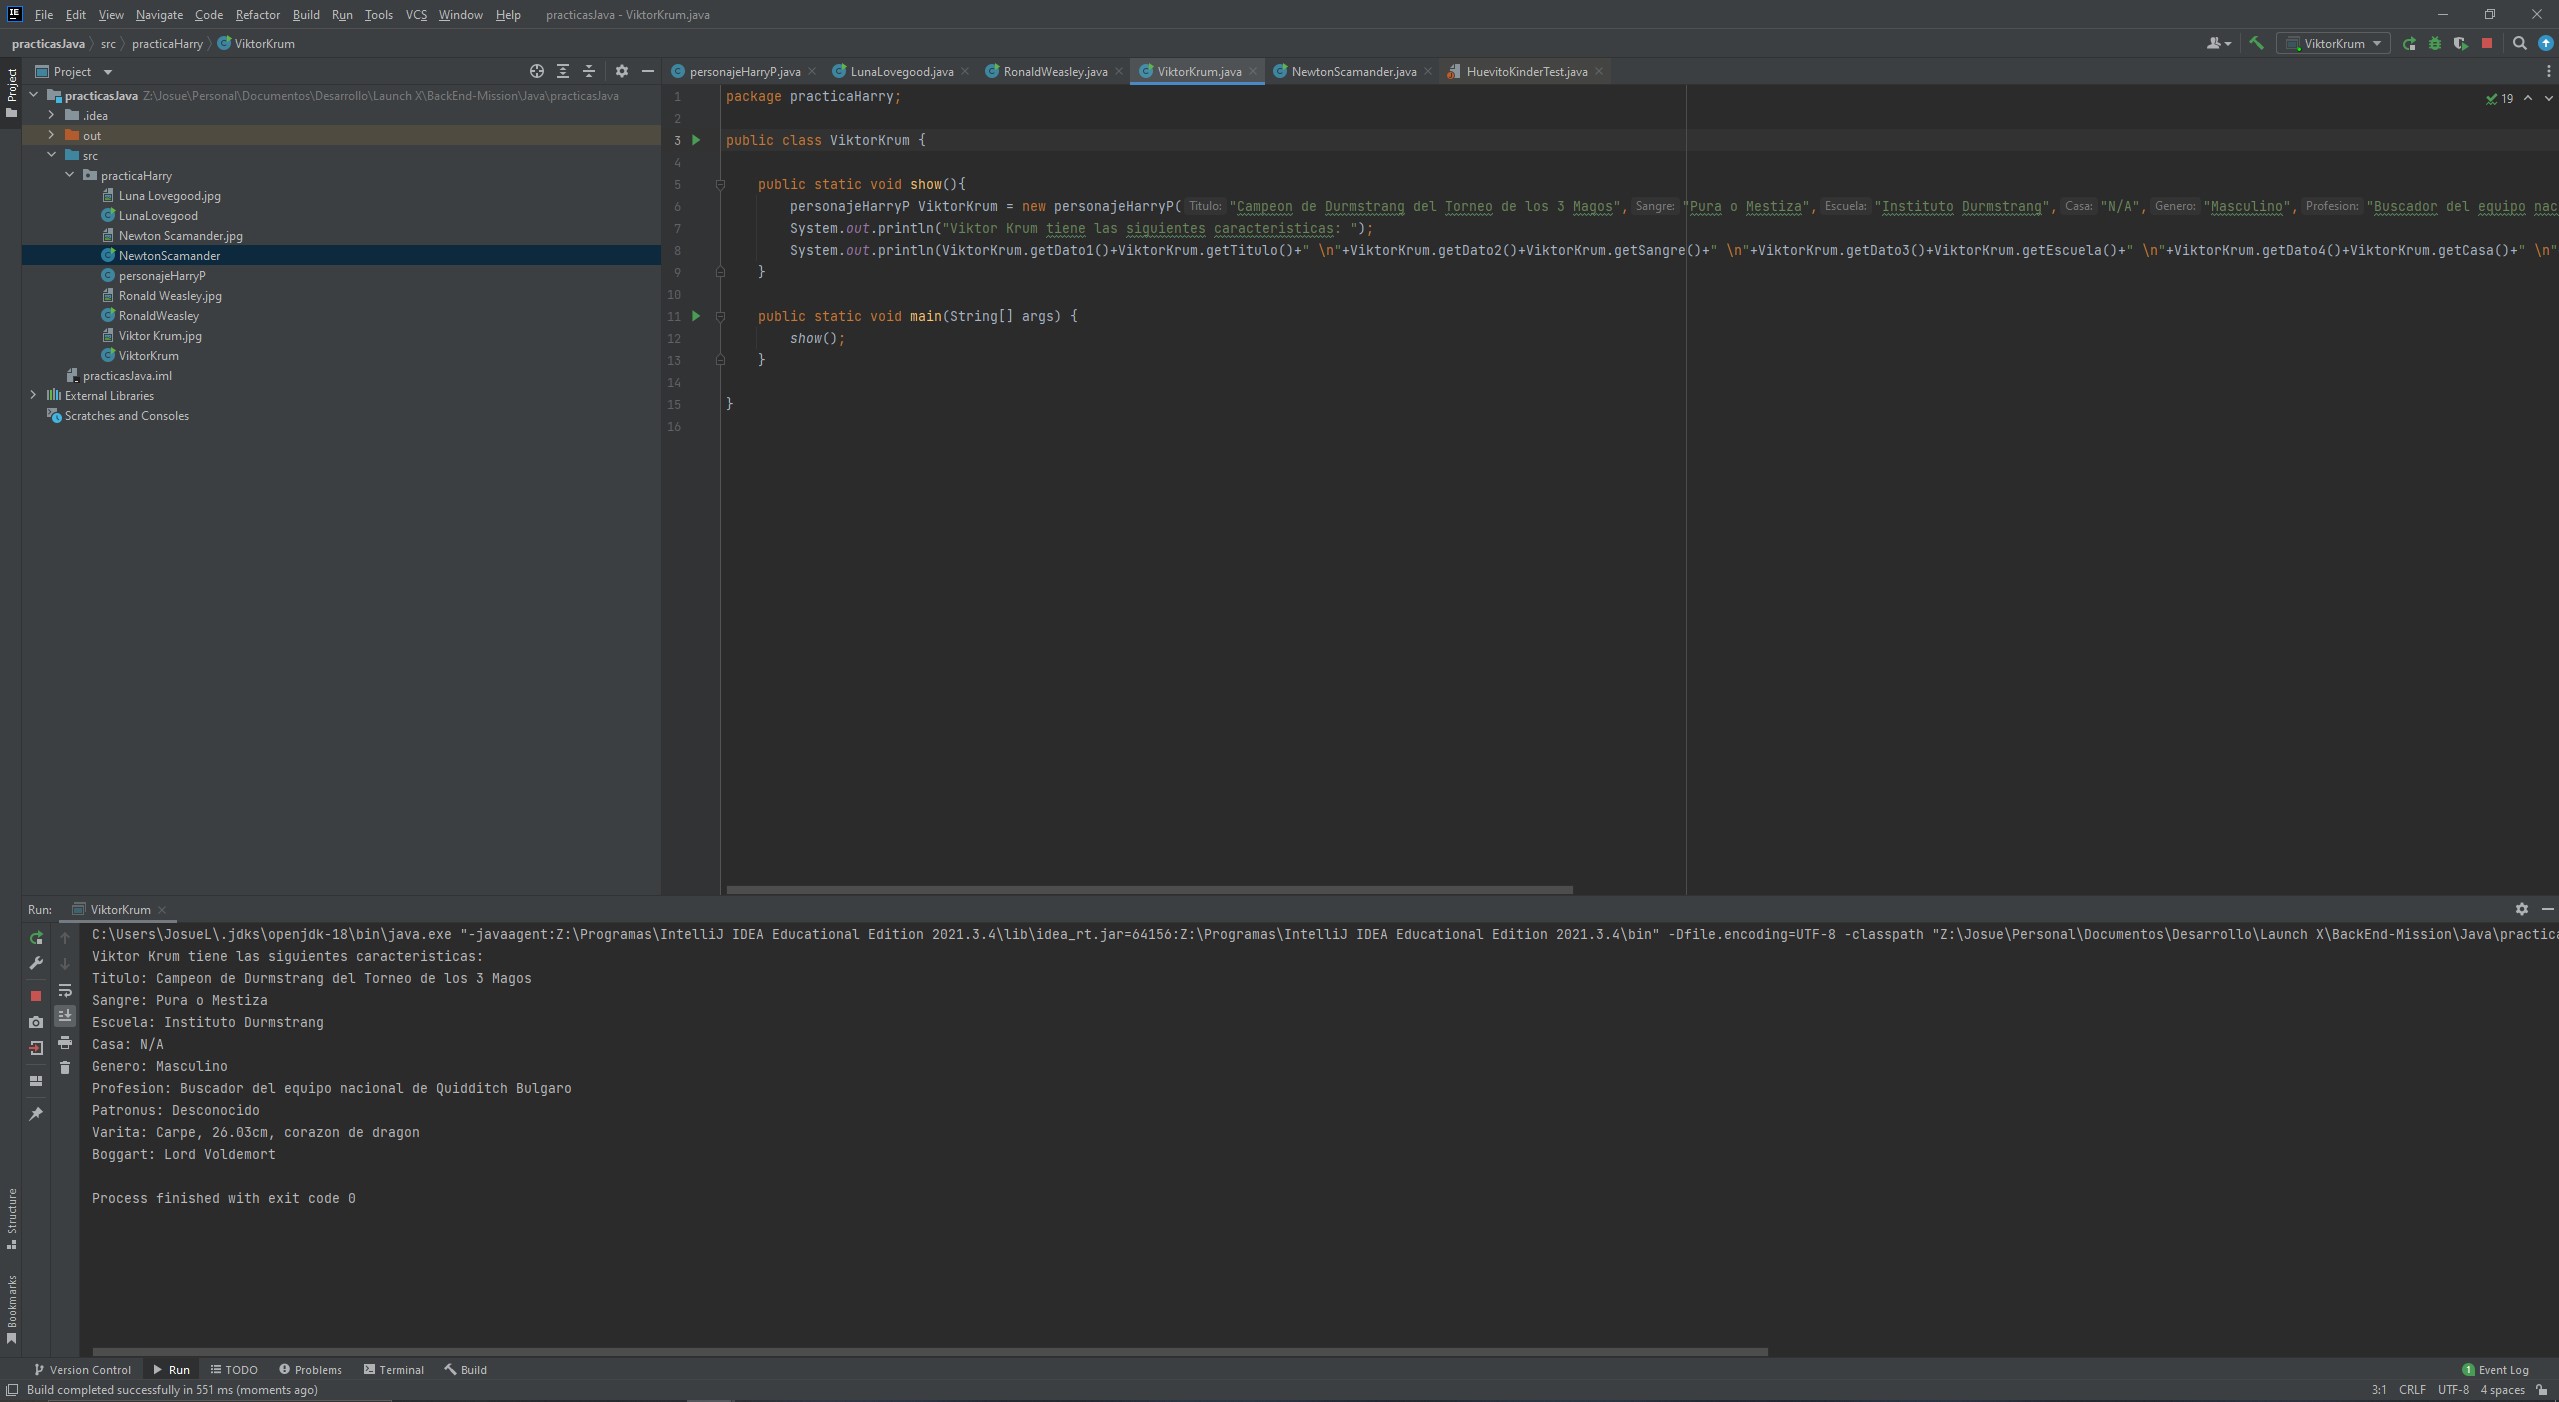 File Edit View Navigate Code Refactor Build Run Tools VCS Window Help practicasJava - ViktorKrum.java
practicasJava src practicaHarry ViktorKrum
ViktorKrum
Project
Project
personajeHarryP.java LunaLovegood.java RonaldWeasley.java ViktorKrum.java NewtonScamander.java HuevitoKinderTest.java
practicasJava Z:\Josue\Personal\Documentos\Desarrollo\Launch X\BackEnd-Mission\Java\practicasJava
.idea
out
src
practicaHarry
Luna Lovegood.jpg
LunaLovegood
Newton Scamander.jpg
NewtonScamander
personajeHarryP
Ronald Weasley.jpg
RonaldWeasley
Viktor Krum.jpg
ViktorKrum
practicasJava.iml
External Libraries
Scratches and Consoles
19
1 package practicaHarry;
2
3 public class ViktorKrum {
4
5 public static void show(){
6 personajeHarryP ViktorKrum = new personajeHarryP( Titulo: "Campeon de Durmstrang del Torneo de los 3 Magos", Sangre: "Pura o Mestiza", Escuela: "Instituto Durmstrang", Casa: "N/A", Genero: "Masculino", Profesion: "Buscador del equipo nac
7 System.out.println("Viktor Krum tiene las siguientes caracteristicas: ");
8 System.out.println(ViktorKrum.getDato1()+ViktorKrum.getTitulo()+" \n"+ViktorKrum.getDato2()+ViktorKrum.getSangre()+" \n"+ViktorKrum.getDato3()+ViktorKrum.getEscuela()+" \n"+ViktorKrum.getDato4()+ViktorKrum.getCasa()+" \n"
9 }
10
11 public static void main(String[] args) {
12 show();
13 }
14
15 }
16
Run: ViktorKrum
C:\Users\JosueL\.jdks\openjdk-18\bin\java.exe "-javaagent:Z:\Programas\IntelliJ IDEA Educational Edition 2021.3.4\lib\idea_rt.jar=64156:Z:\Programas\IntelliJ IDEA Educational Edition 2021.3.4\bin" -Dfile.encoding=UTF-8 -classpath "Z:\Josue\Personal\Documentos\Desarrollo\Launch X\BackEnd-Mission\Java\practica
Viktor Krum tiene las siguientes caracteristicas:
Titulo: Campeon de Durmstrang del Torneo de los 3 Magos
Sangre: Pura o Mestiza
Escuela: Instituto Durmstrang
Casa: N/A
Genero: Masculino
Profesion: Buscador del equipo nacional de Quidditch Bulgaro
Patronus: Desconocido
Varita: Carpe, 26.03cm, corazon de dragon
Boggart: Lord Voldemort
Process finished with exit code 0
Structure
Bookmarks
Version Control Run TODO Problems Terminal Build 1 Event Log
Build completed successfully in 551 ms (moments ago) 3:1 CRLF UTF-8 4 spaces